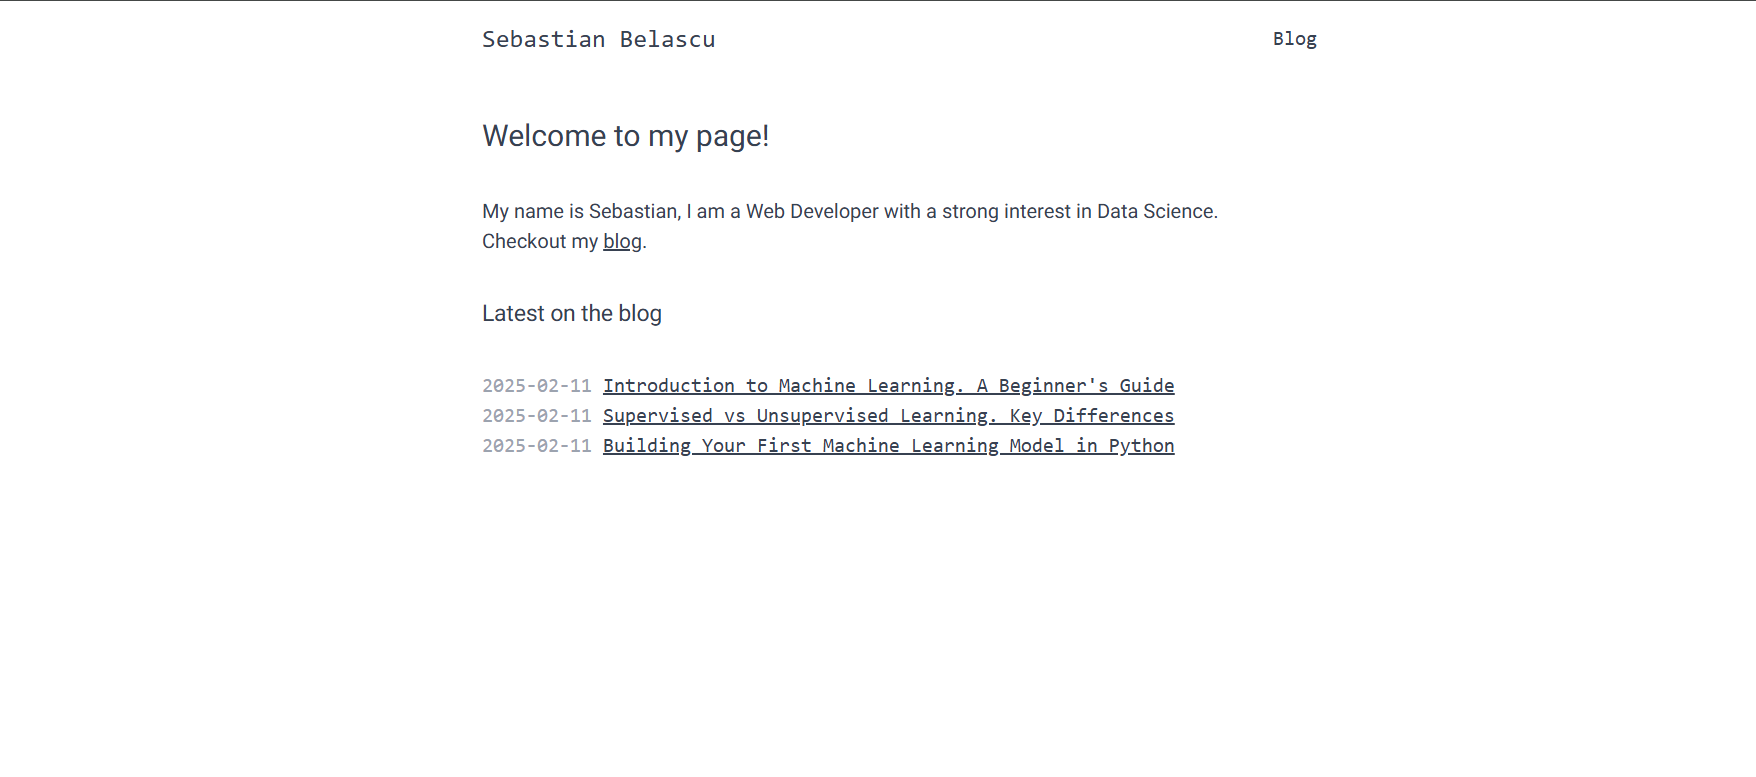 Sebastian Belascu
Blog
Welcome to my page!
My name is Sebastian, I am a Web Developer with a strong interest in Data Science.
Checkout my blog.
Latest on the blog
2025-02-11 Introduction to Machine Learning. A Beginner's Guide
2025-02-11 Supervised vs Unsupervised Learning. Key Differences
2025-02-11 Building Your First Machine Learning Model in Python